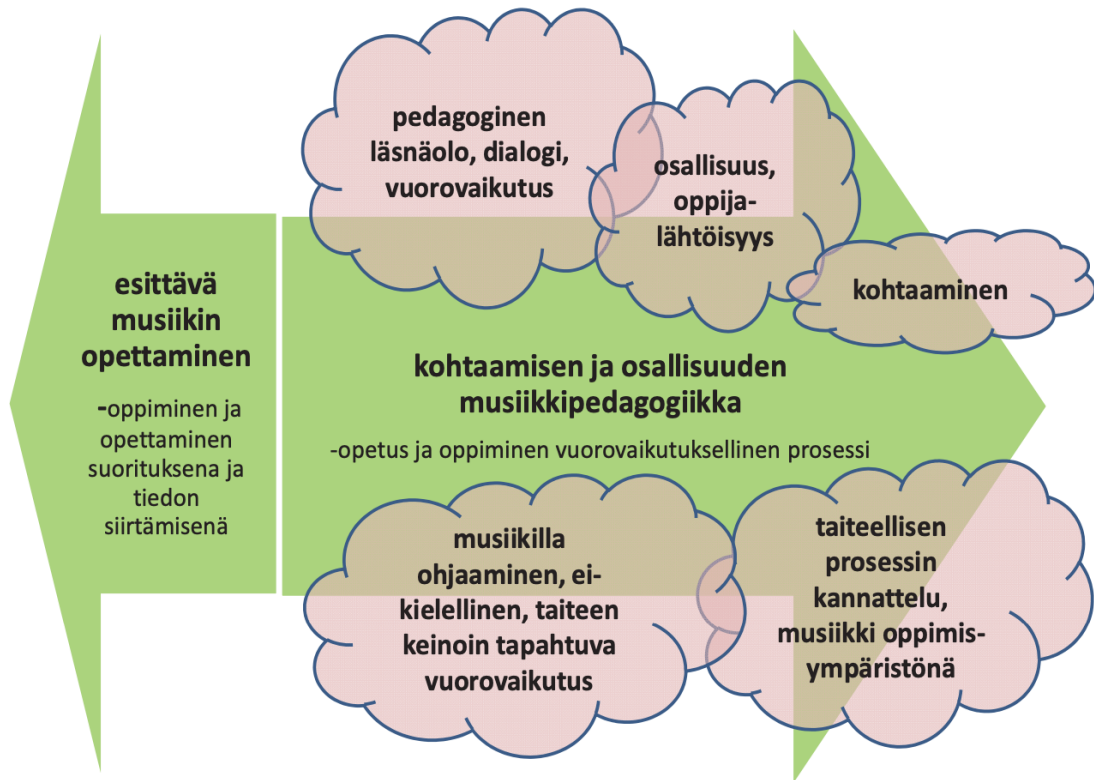 pedagoginen
läsnäolo, dialogi,
vuorovaikutus
osallisuus,
oppija-
lähtöisyys
kohtaaminen
esittävä
musiikin
opettaminen
-oppiminen ja
opettaminen
suorituksena ja
tiedon
siirtämisenä
kohtaamisen ja osallisuuden
musiikkipedagogiikka
-opetus ja oppiminen vuorovaikutuksellinen prosessi
musiikilla
ohjaaminen, ei-
kielellinen, taiteen
keinoin tapahtuva
vuorovaikutus
taiteellisen
prosessin
kannattelu,
musiikki oppimis-
ympäristönä